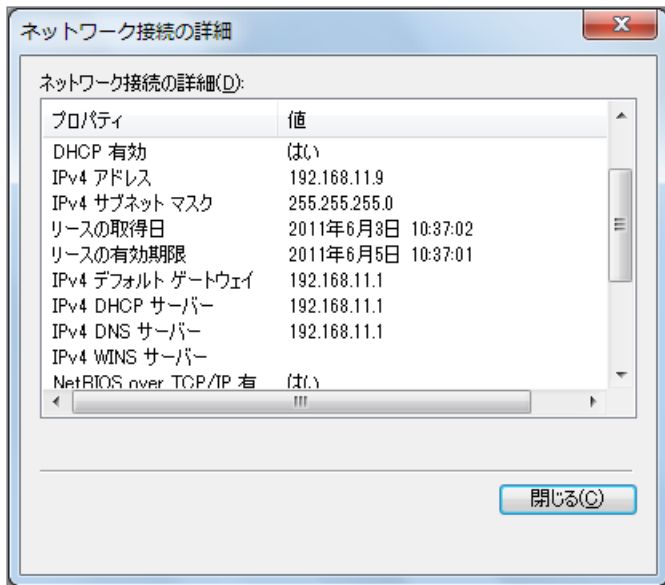 ネットワーク接続の詳細
ネットワーク接続の詳細(D):
プロパティ 値
DHCP 有効 はい
IPv4 アドレス 192.168.11.9
IPv4 サブネット マスク 255.255.255.0
リースの取得日 2011年6月3日 10:37:02
リースの有効期限 2011年6月5日 10:37:01
IPv4 デフォルト ゲートウェイ 192.168.11.1
IPv4 DHCP サーバー 192.168.11.1
IPv4 DNS サーバー 192.168.11.1
IPv4 WINS サーバー
NetBIOS over TCP/IP 有 はい
閉じる(C)